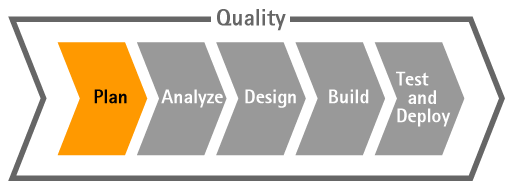 Quality
Plan
Analyze
Design
Build
Test
and
Deploy